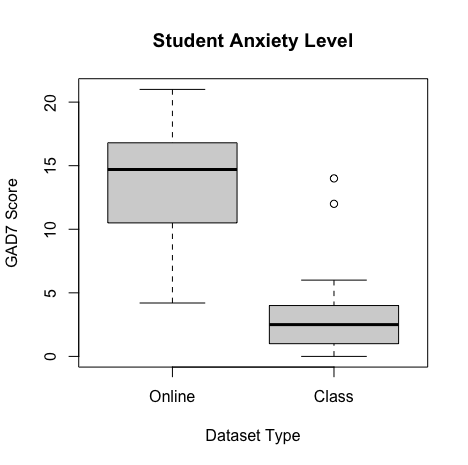 Student Anxiety Level
GAD7 Score
20
15
10
5
0
Online Class
Dataset Type